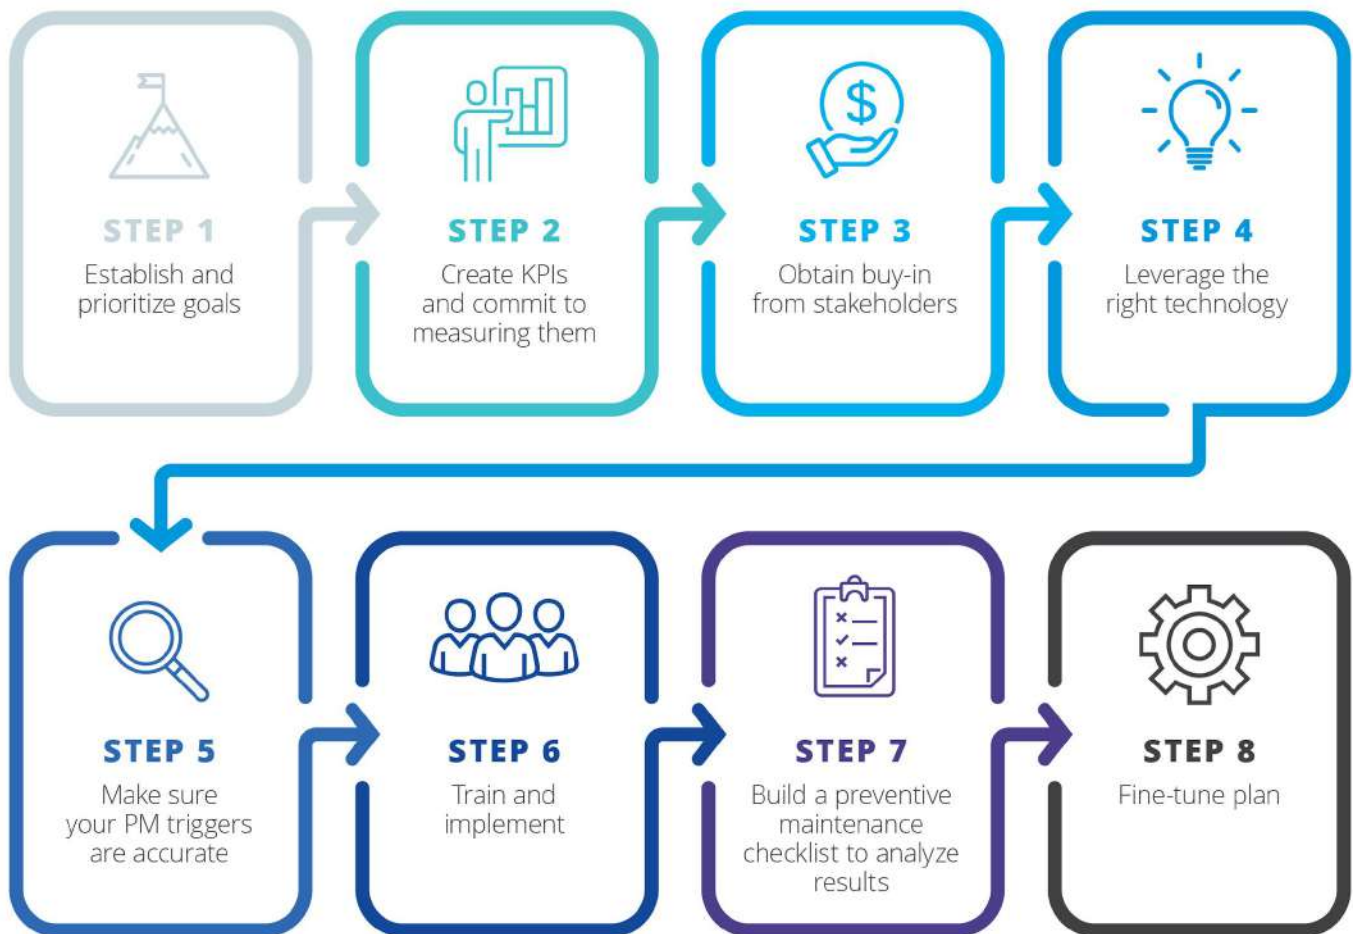 STEP 1
Establish and
prioritize goals
STEP 2
Create KPIs
and commit to
measuring them
$
STEP 3
Obtain buy-in
from stakeholders
STEP 4
Leverage the
right technology
STEP 5
Make sure
your PM triggers
are accurate
STEP 6
Train and
implement
STEP 7
Build a preventive
maintenance
checklist to analyze
results
STEP 8
Fine-tune plan